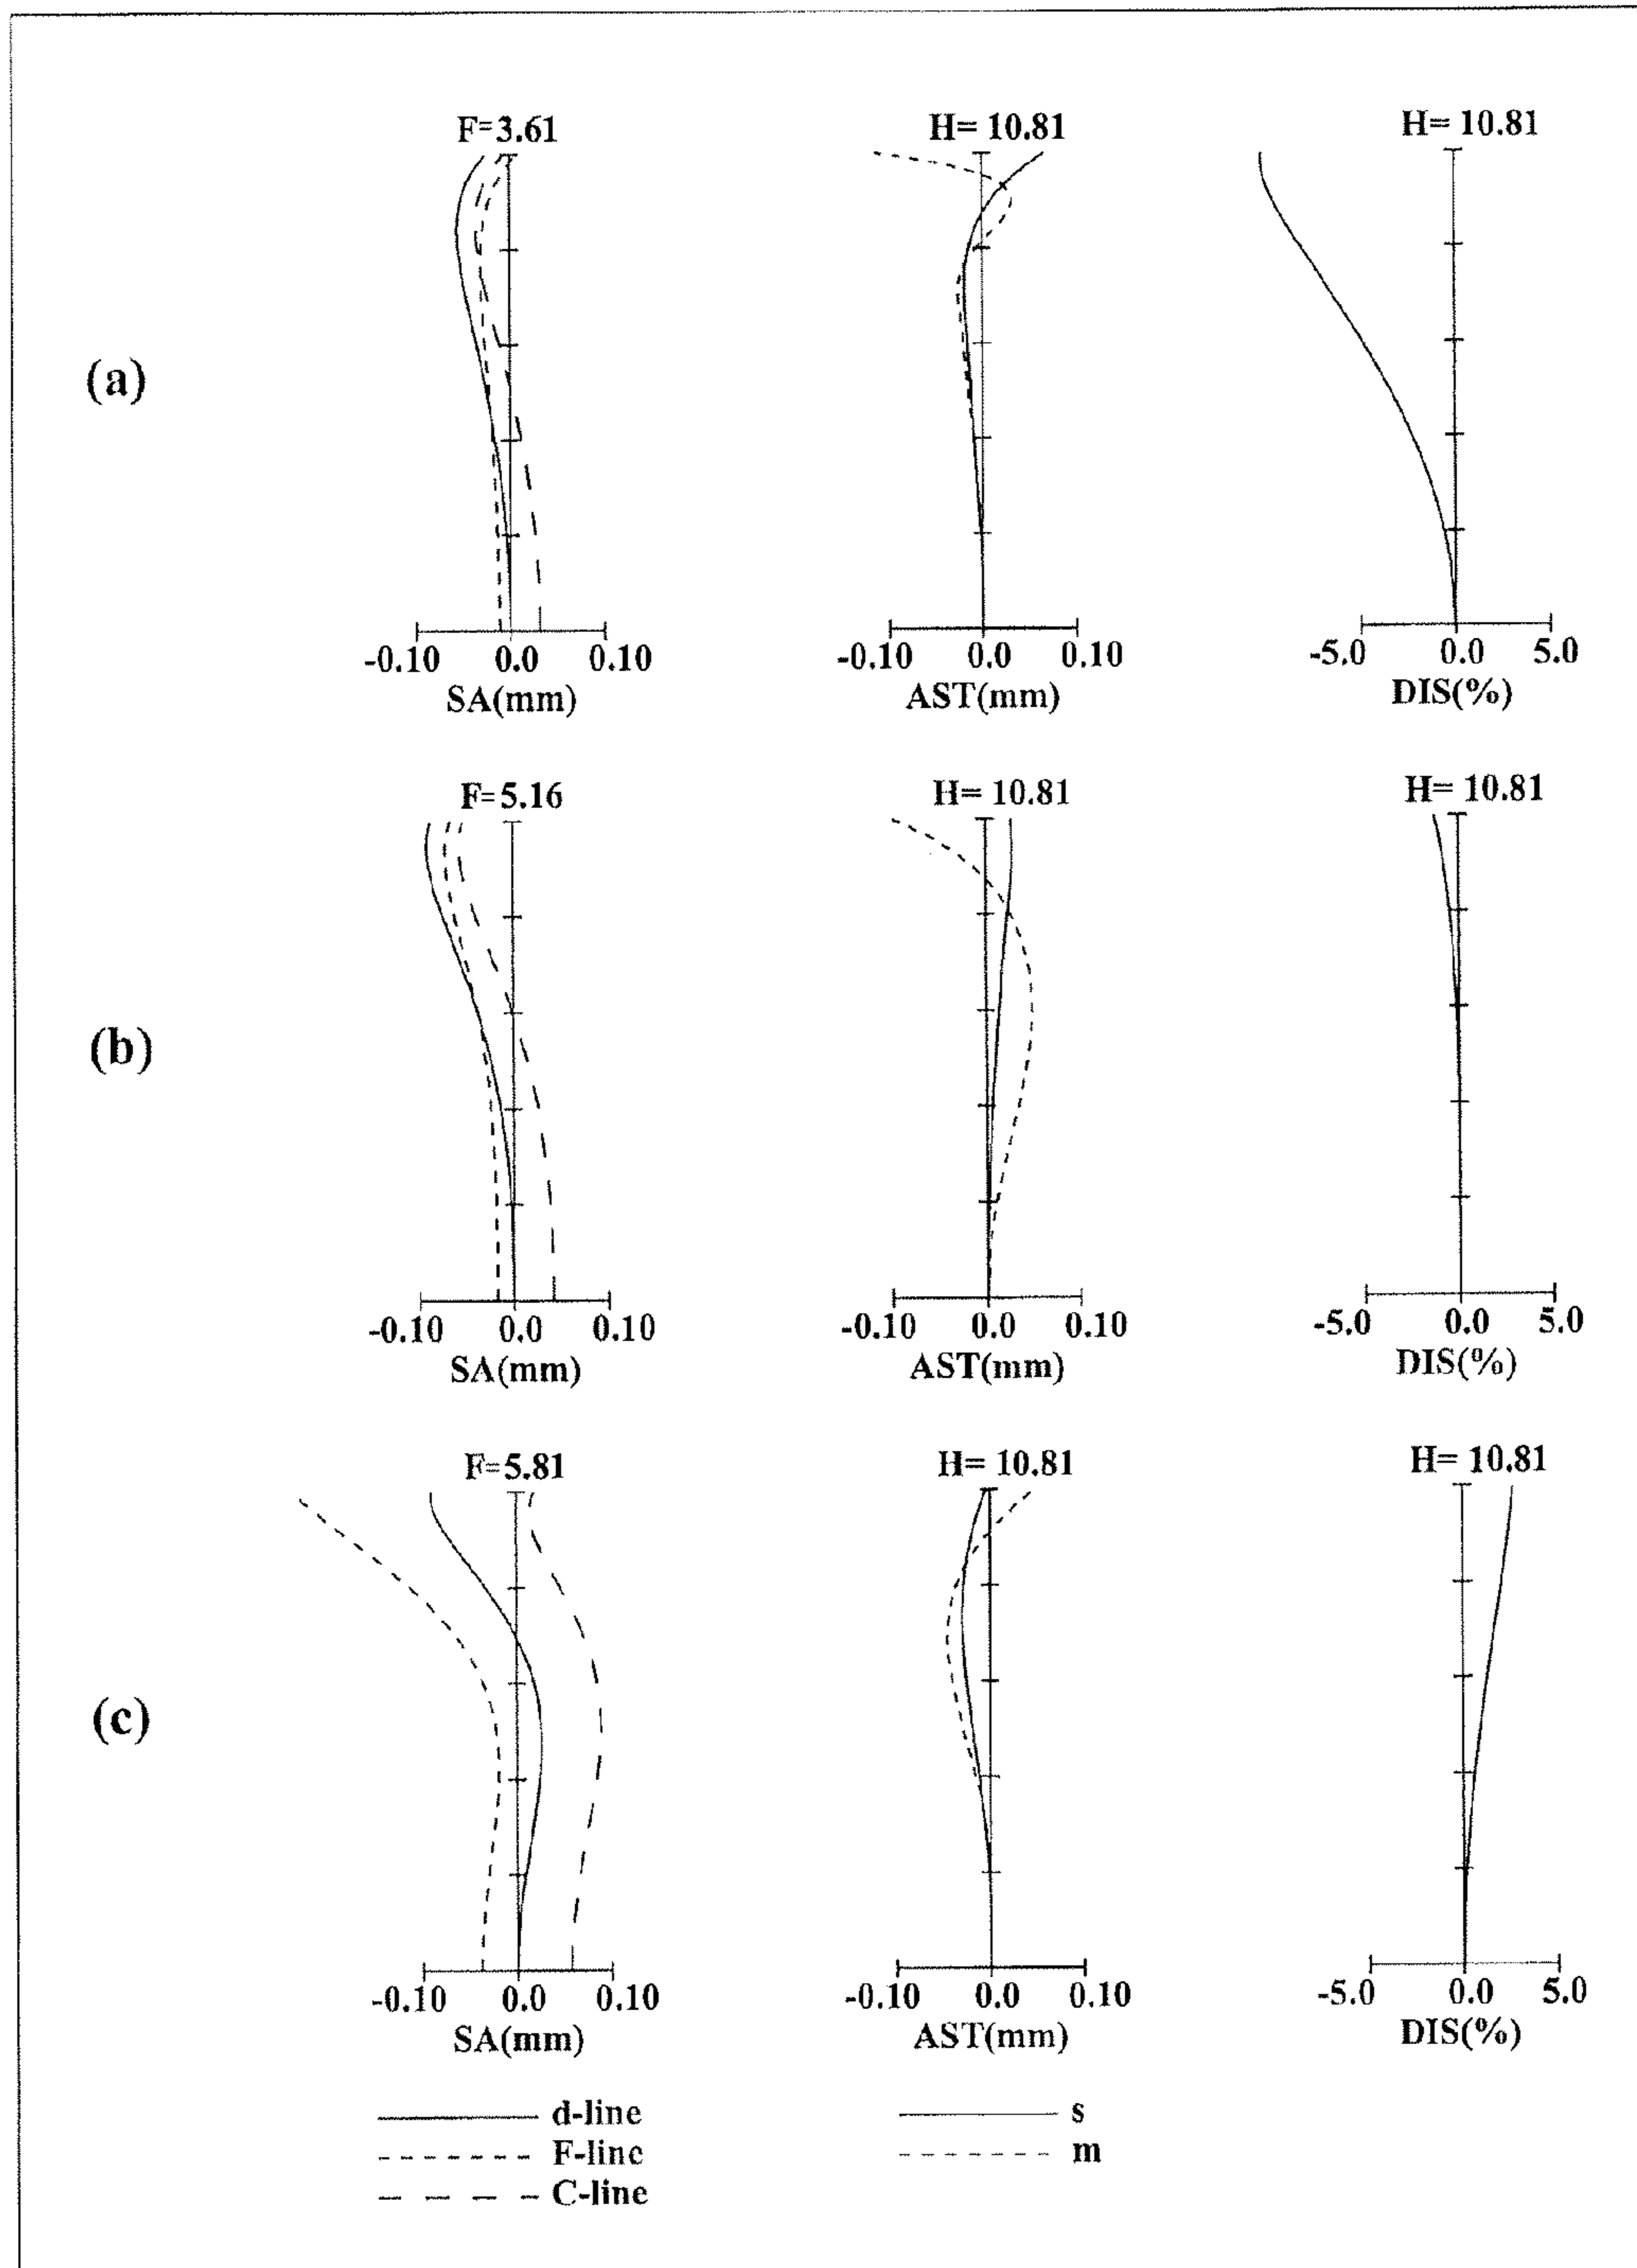 F=3.61 H= 10.81 H= 10.81
(a)
-0.10 0.0 0.10 -0.10 0.0 0.10 -5.0 0.0 5.0
SA(mm) AST(mm) DIS(%)
F=5.16 H= 10.81 H= 10.81
(b)
-0.10 0.0 0.10 -0.10 0.0 0.10 -5.0 0.0 5.0
SA(mm) AST(mm) DIS(%)
F=5.81 H= 10.81 H= 10.81
(c)
-0.10 0.0 0.10 -0.10 0.0 0.10 -5.0 0.0 5.0
SA(mm) AST(mm) DIS(%)
d-line s
F-line m
C-line